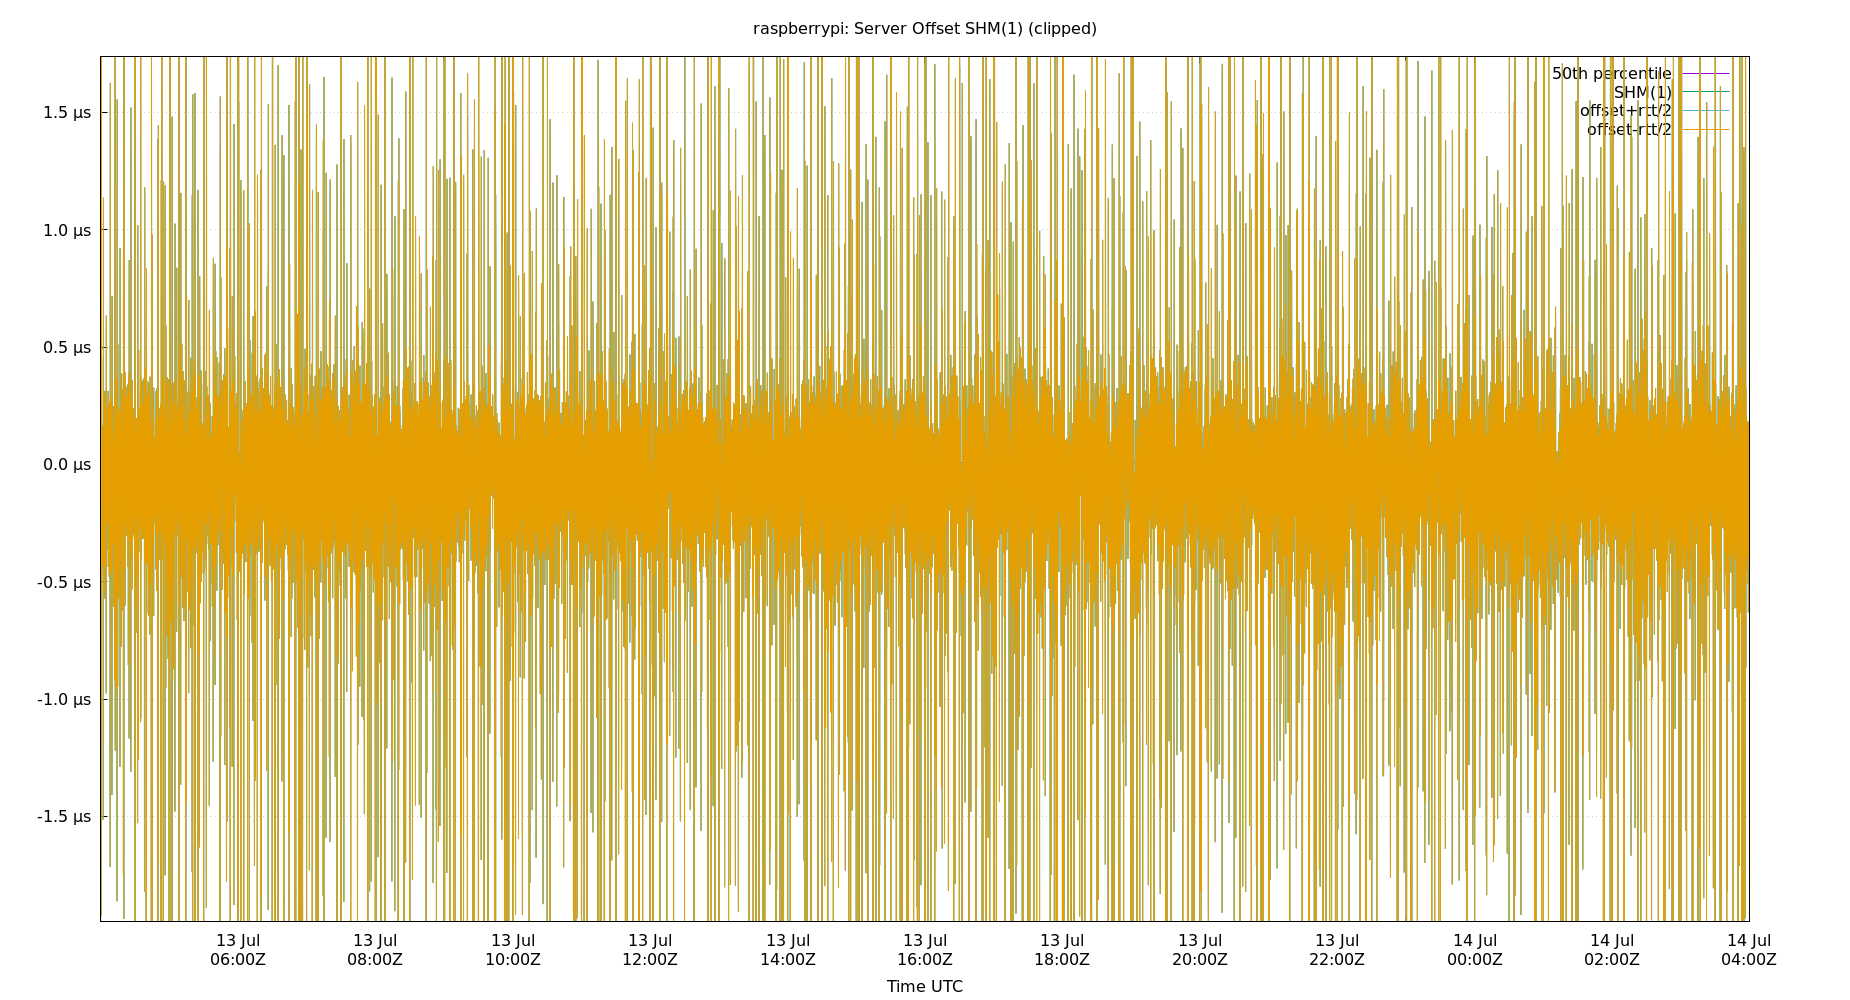 raspberrypi: Server Offset SHM(1) (clipped)
50th percentile
SHM(1)
offset+rtt/2
offset-rtt/2
1.5 μs
1.0 μs
0.5 μs
0.0 μs
-0.5 μs
-1.0 μs
-1.5 μs
13 Jul 13 Jul 13 Jul 13 Jul 13 Jul 13 Jul 13 Jul 13 Jul 13 Jul 14 Jul 14 Jul 14 Jul
06:00Z 08:00Z 10:00Z 12:00Z 14:00Z 16:00Z 18:00Z 20:00Z 22:00Z 00:00Z 02:00Z 04:00Z
Time UTC